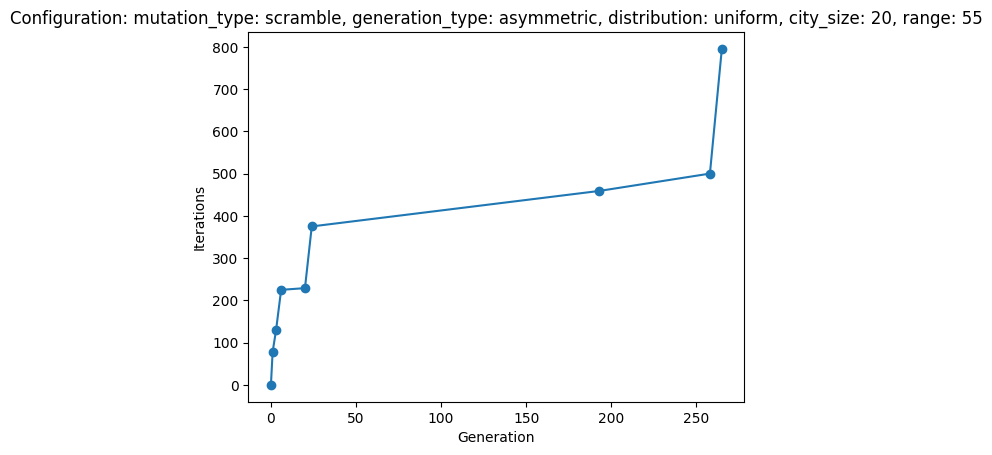 Configuration: mutation_type: scramble, generation_type: asymmetric, distribution: uniform, city_size: 20, range: 55
800
700
600
500
400
300
200
100
0
Iterations
0 50 100 150 200 250
Generation